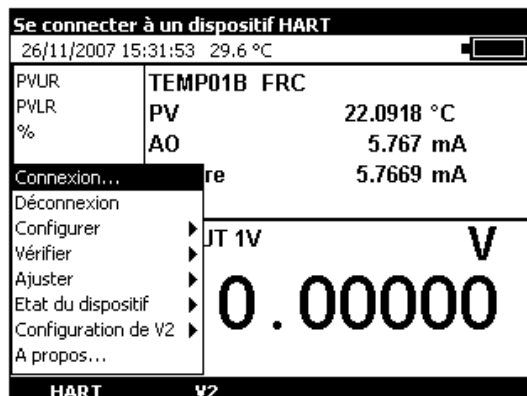 Se connecter à un dispositif HART
26/11/2007 15:31:53 29.6 °C
PVUR
PVLR
%
TEMP01B FRC
PV 22.0918 °C
AO 5.767 mA
re 5.7669 mA
Connexion...
Déconnexion
Configurer
Vérifier
Ajuster
Etat du dispositif
Configuration de V2
A propos...
UT 1V V
0.00000
HART V2